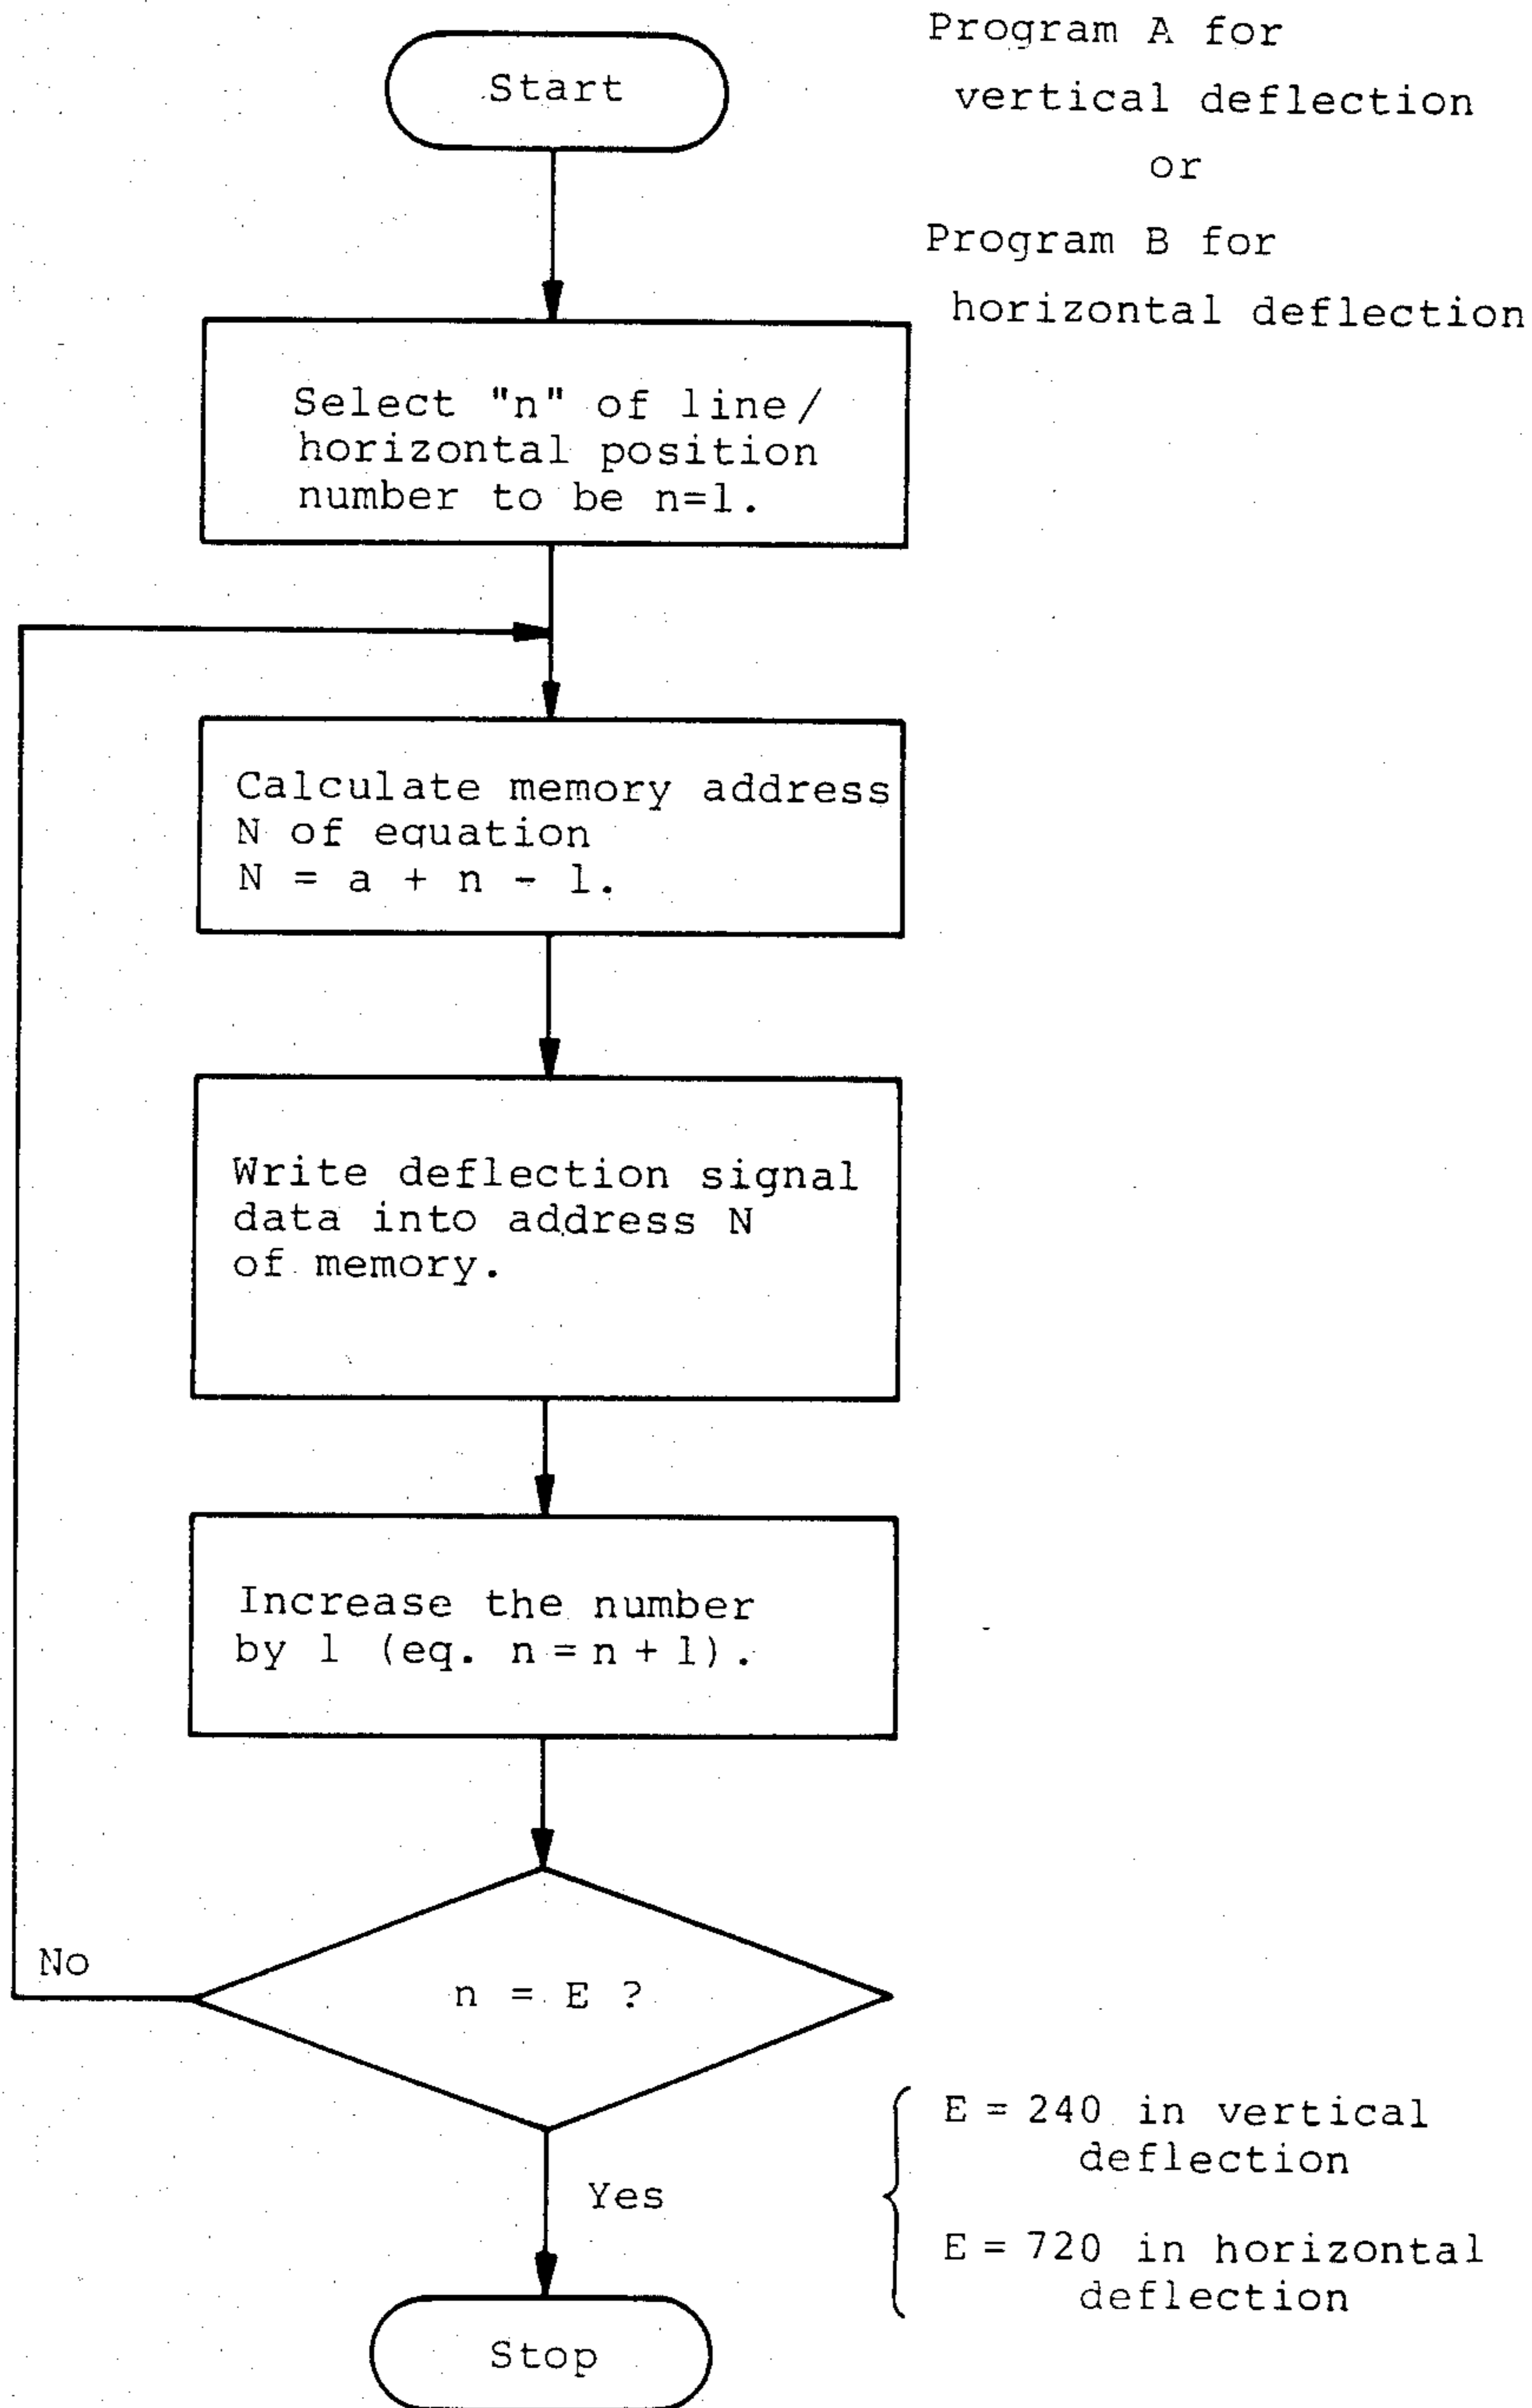 Program A for
vertical deflection
or
Program B for
horizontal deflection
Start
Select "n" of line/
horizontal position
number to be n=1.
Calculate memory address
N of equation
N = a + n - 1.
Write deflection signal
data into address N
of memory.
Increase the number
by 1 (eq. n = n + 1).
n = E ?
No
Yes
E = 240 in vertical
deflection
E = 720 in horizontal
deflection
Stop